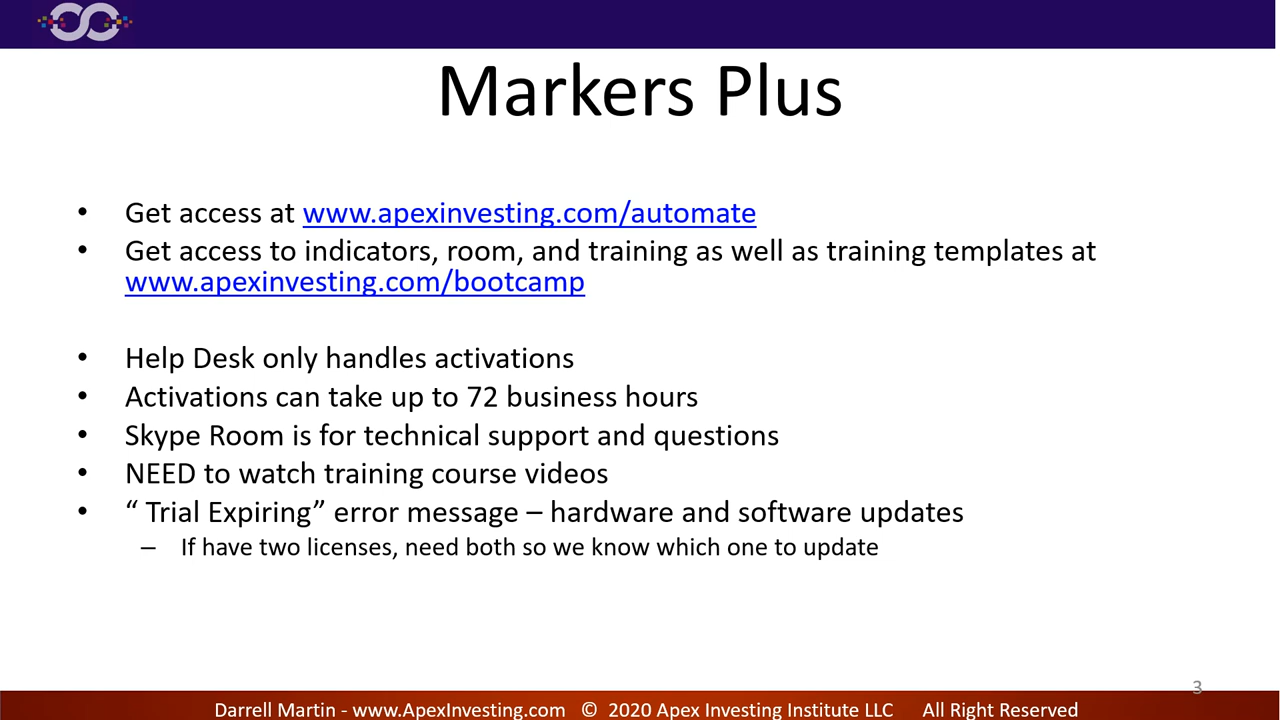 Markers Plus
• Get access at www.apexinvesting.com/automate
• Get access to indicators, room, and training as well as training templates at
www.apexinvesting.com/bootcamp
• Help Desk only handles activations
• Activations can take up to 72 business hours
• Skype Room is for technical support and questions
• NEED to watch training course videos
• “ Trial Expiring” error message – hardware and software updates
– If have two licenses, need both so we know which one to update
3
Darrell Martin - www.ApexInvesting.com © 2020 Apex Investing Institute LLC All Right Reserved